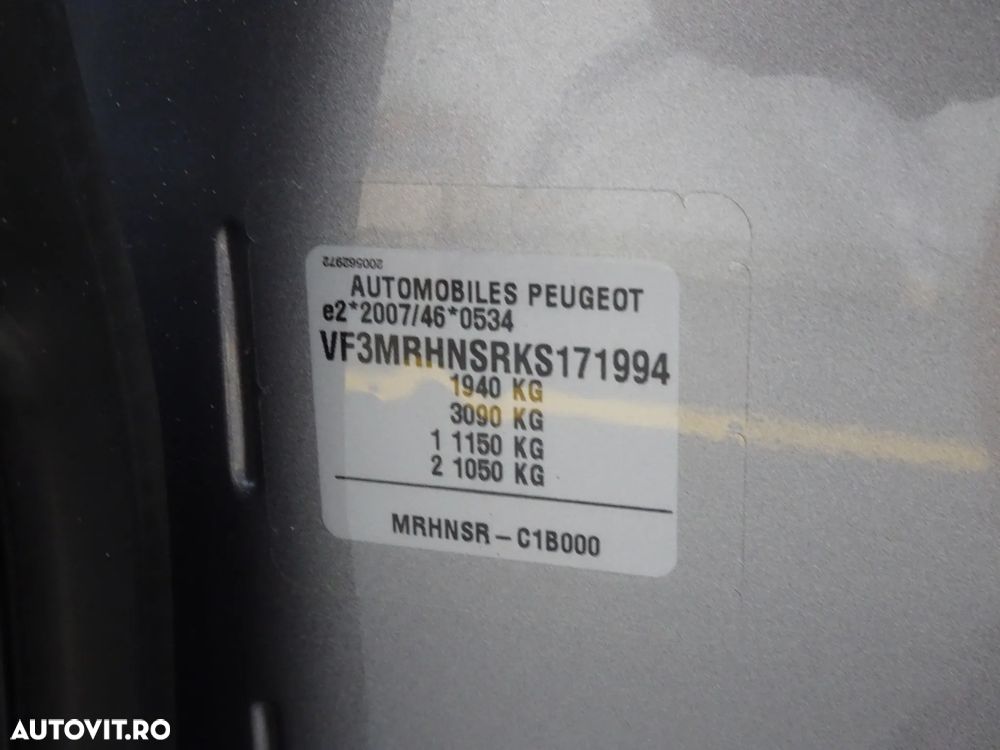 200562972
AUTOMOBILES PEUGEOT
e2*2007/46*0534
VF3MRHNSRKS171994
1940 KG
3090 KG
1 1150 KG
2 1050 KG
MRHNSR – C1B000
AUTOVIT.RO